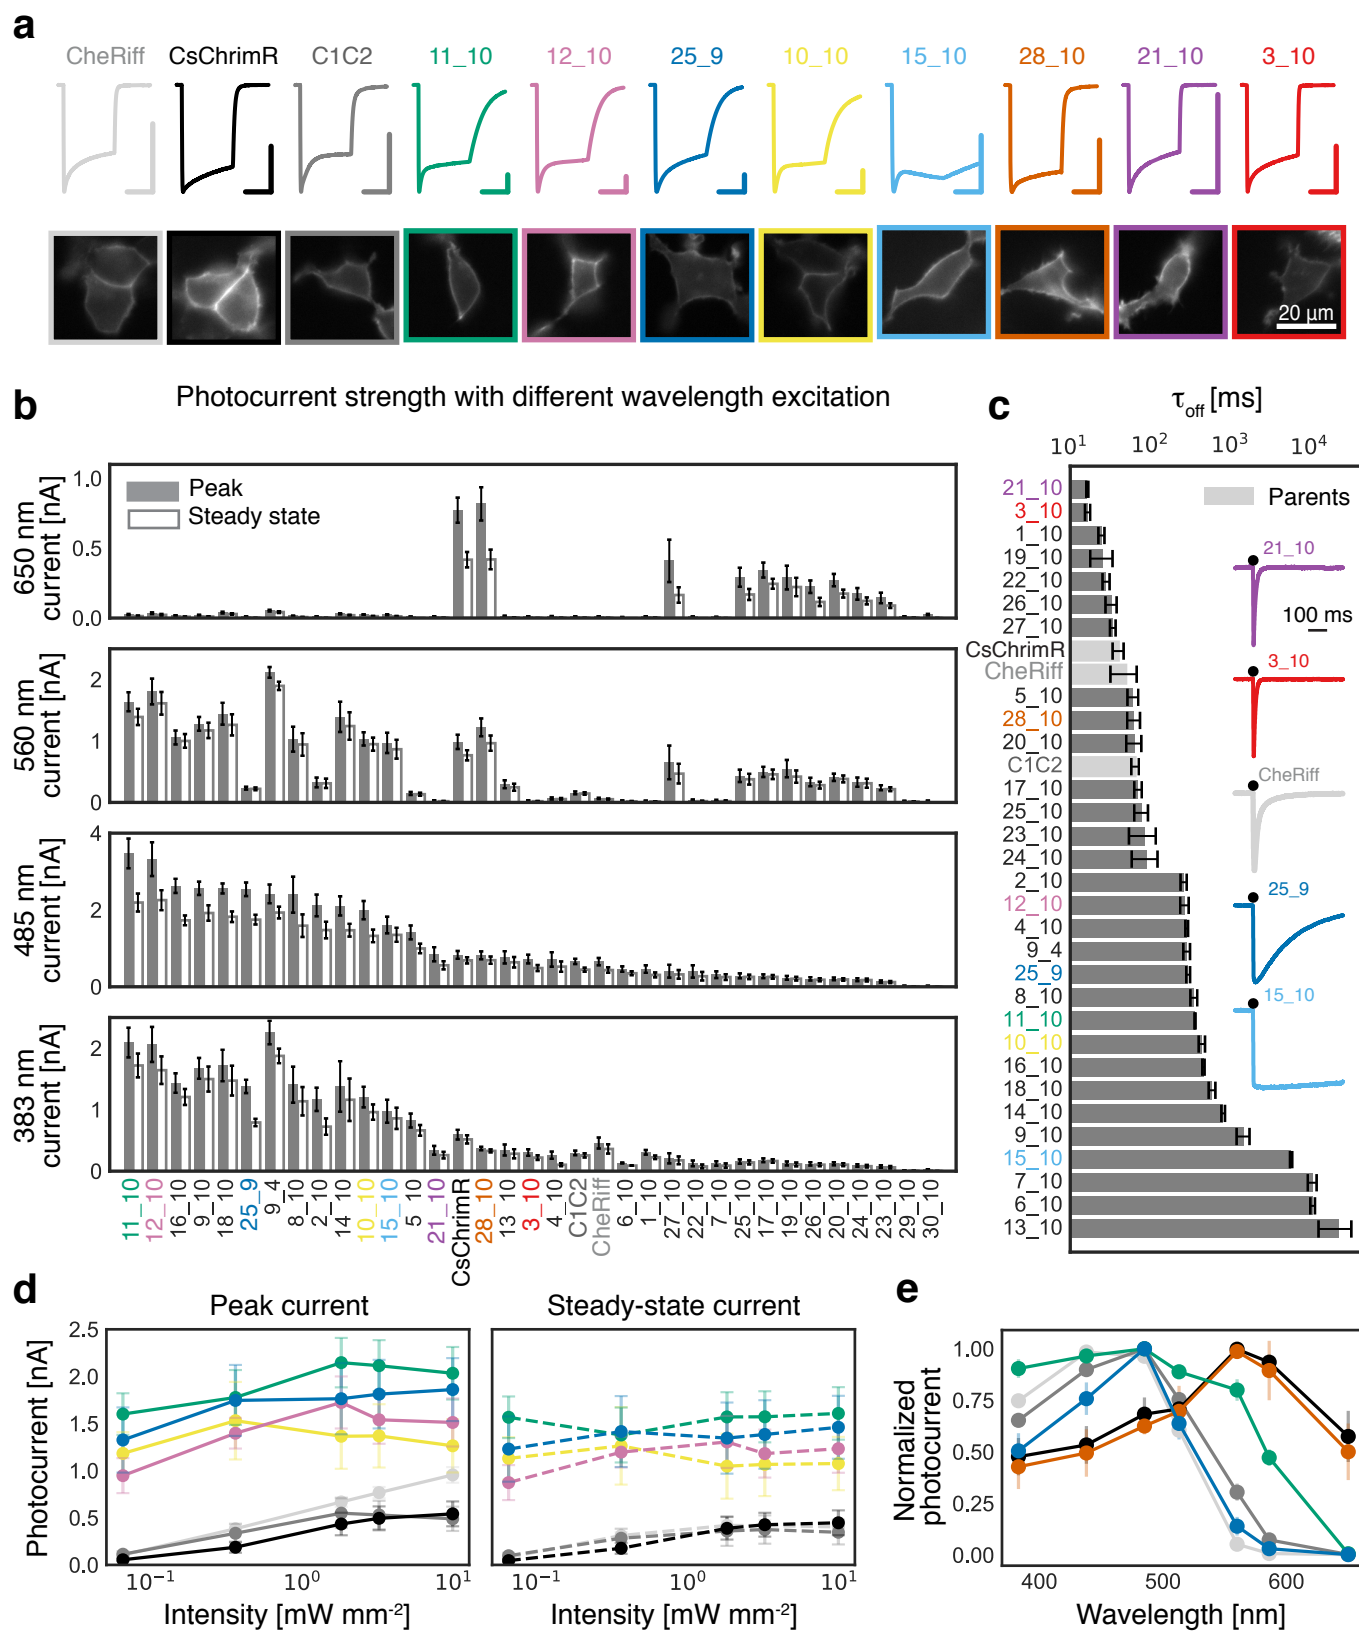 a
CheRiff CsChrimR C1C2 11_10 12_10 25_9 10_10 15_10 28_10 21_10 3_10
20 µm
b
Photocurrent strength with different wavelength excitation
650 nm
current [nA]
1.0
0.5
0.0
Peak
Steady state
560 nm
current [nA]
2
1
0
485 nm
current [nA]
4
2
0
383 nm
current [nA]
2
1
0
11_10
12_10
16_10
9_10
18_10
25_9
9_4
8_10
2_10
14_10
10_10
15_10
5_10
21_10
CsChrimR
28_10
13_10
3_10
4_10
C1C2
CheRiff
6_10
1_10
27_10
22_10
7_10
25_10
17_10
19_10
26_10
20_10
24_10
23_10
29_10
30_10
c
τoff [ms]
10¹ 10² 10³ 10⁴
21_10
3_10
1_10
19_10
22_10
26_10
27_10
CsChrimR
CheRiff
5_10
28_10
20_10
C1C2
17_10
25_10
23_10
24_10
2_10
12_10
4_10
9_4
25_9
8_10
11_10
10_10
16_10
18_10
14_10
9_10
15_10
7_10
6_10
13_10
Parents
21_10
100 ms
3_10
CheRiff
25_9
15_10
d
Peak current
Steady-state current
Photocurrent [nA]
2.5
2.0
1.5
1.0
0.5
0.0
10⁻¹ 10⁰ 10¹
10⁻¹ 10⁰ 10¹
Intensity [mW mm⁻²]
Intensity [mW mm⁻²]
e
Normalized
photocurrent
1.00
0.75
0.50
0.25
0.00
400 500 600
Wavelength [nm]